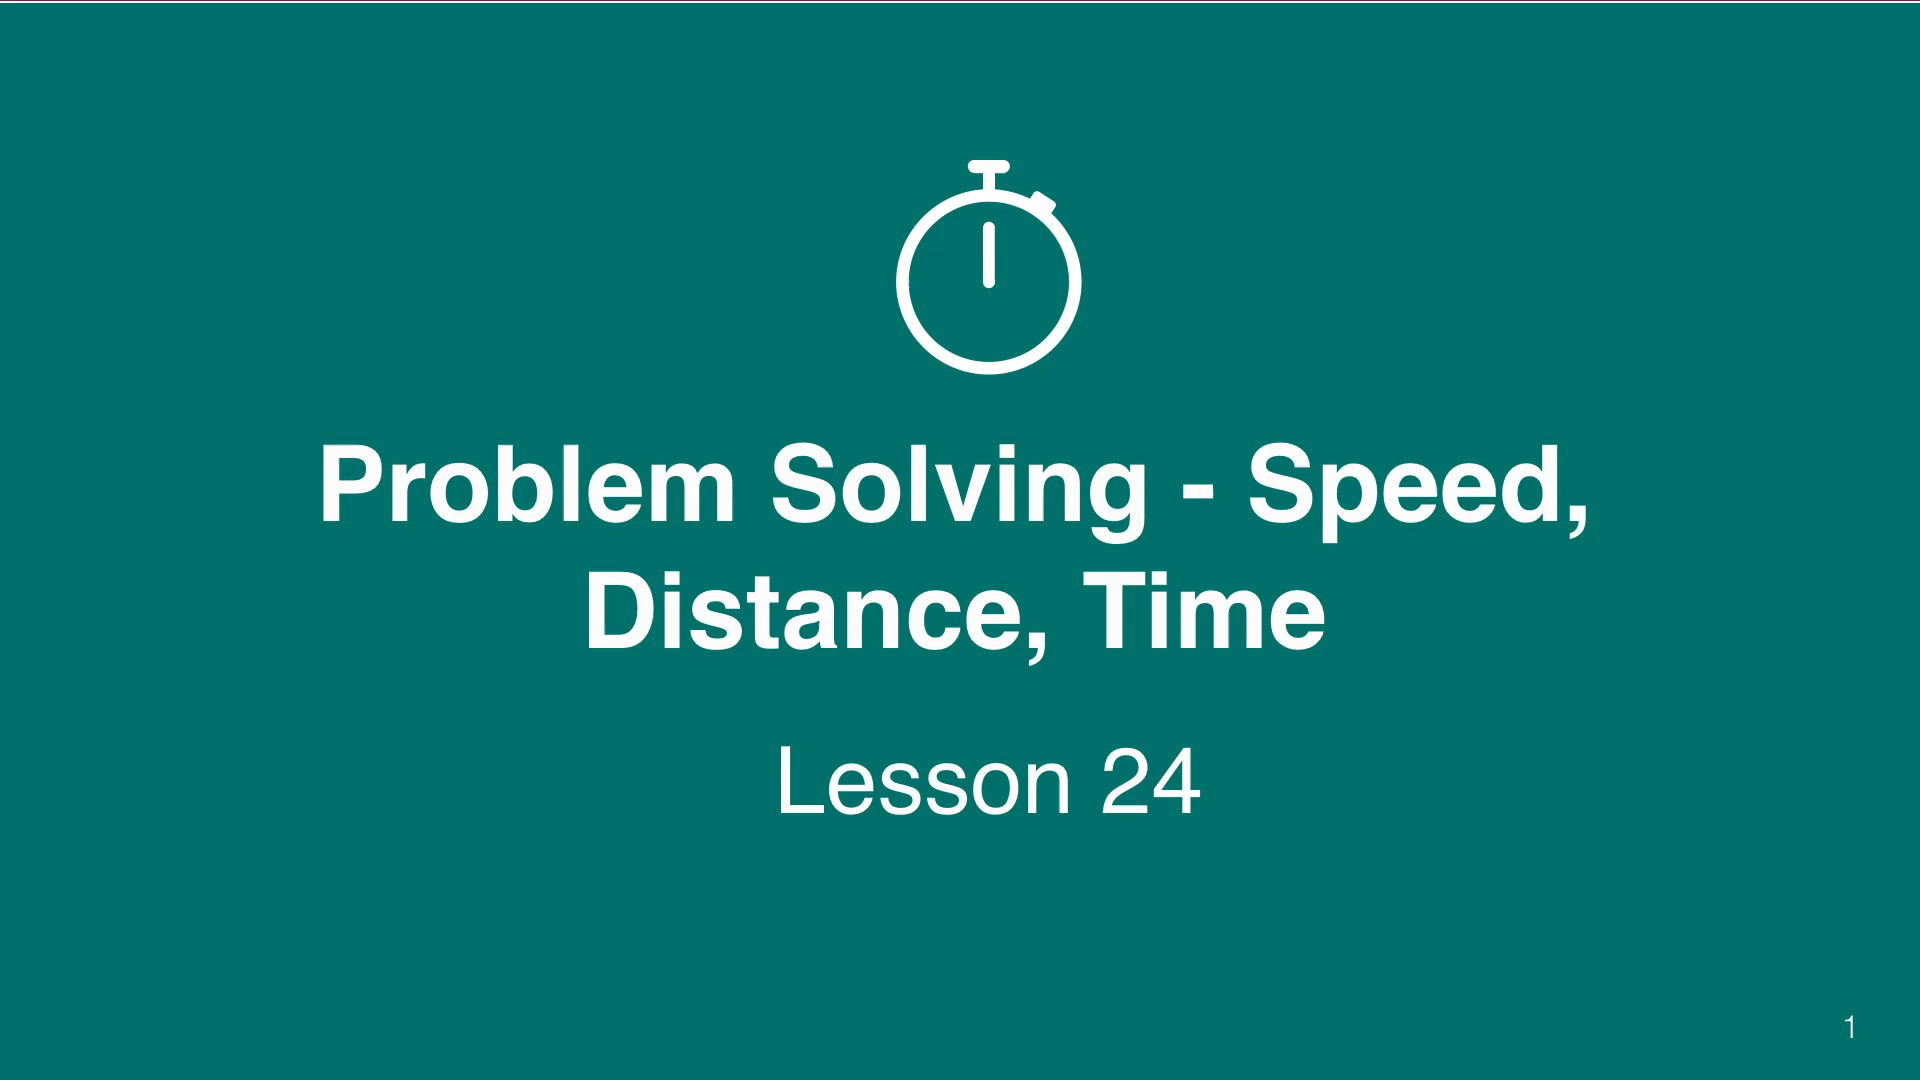 Problem Solving - Speed,
Distance, Time
Lesson 24
1